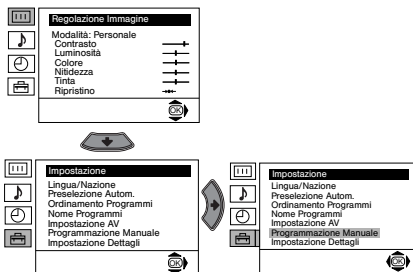 Regolazione Immagine
Modalità: Personale
Contrasto
Luminosità
Colore
Nitidezza
Tinta
Ripristino
OK
Impostazione
Lingua/Nazione
Preselezione Autom.
Ordinamento Programmi
Nome Programmi
Impostazione AV
Programmazione Manuale
Impostazione Dettagli
OK
Impostazione
Lingua/Nazione
Preselezione Autom.
Ordinamento Programmi
Nome Programmi
Impostazione AV
Programmazione Manuale
Impostazione Dettagli
OK